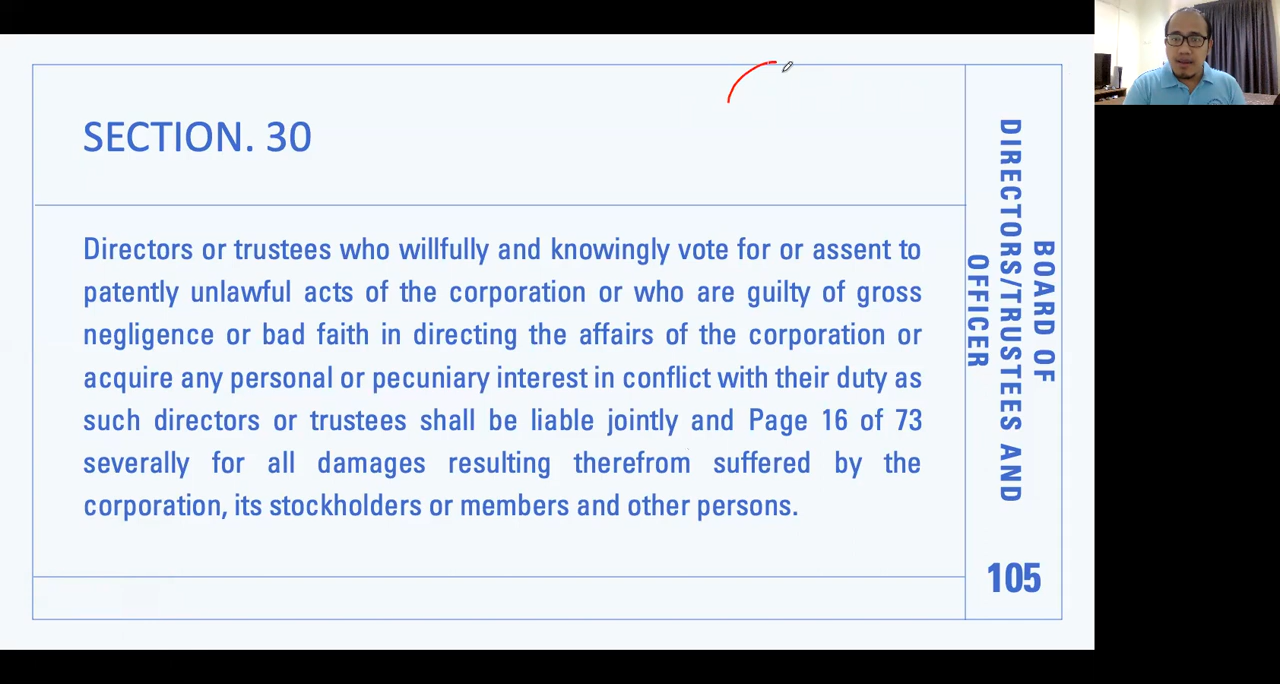 SECTION. 30
Directors or trustees who willfully and knowingly vote for or assent to
patently unlawful acts of the corporation or who are guilty of gross
negligence or bad faith in directing the affairs of the corporation or
acquire any personal or pecuniary interest in conflict with their duty as
such directors or trustees shall be liable jointly and Page 16 of 73
severally for all damages resulting therefrom suffered by the
corporation, its stockholders or members and other persons.
BOARD OF
DIRECTORS/TRUSTEES AND
OFFICER
105